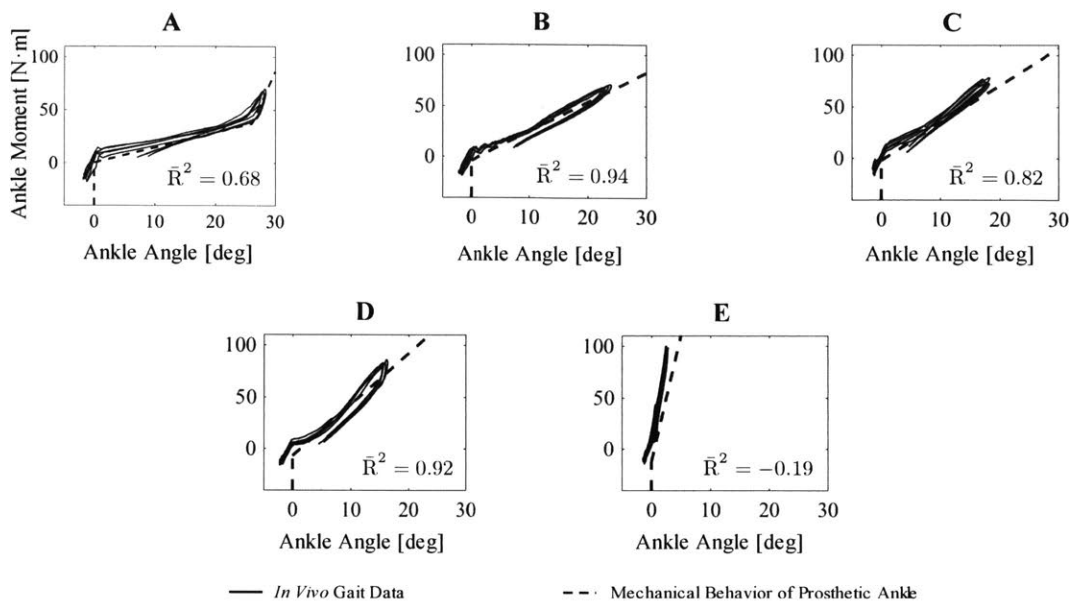 A
B
C
Ankle Moment [N·m]
100
50
0
R̄² = 0.68
0 10 20 30
Ankle Angle [deg]
100
50
0
R̄² = 0.94
0 10 20 30
Ankle Angle [deg]
100
50
0
R̄² = 0.82
0 10 20 30
Ankle Angle [deg]
D
E
100
50
0
R̄² = 0.92
0 10 20 30
Ankle Angle [deg]
100
50
0
R̄² = −0.19
0 10 20 30
Ankle Angle [deg]
In Vivo Gait Data
Mechanical Behavior of Prosthetic Ankle